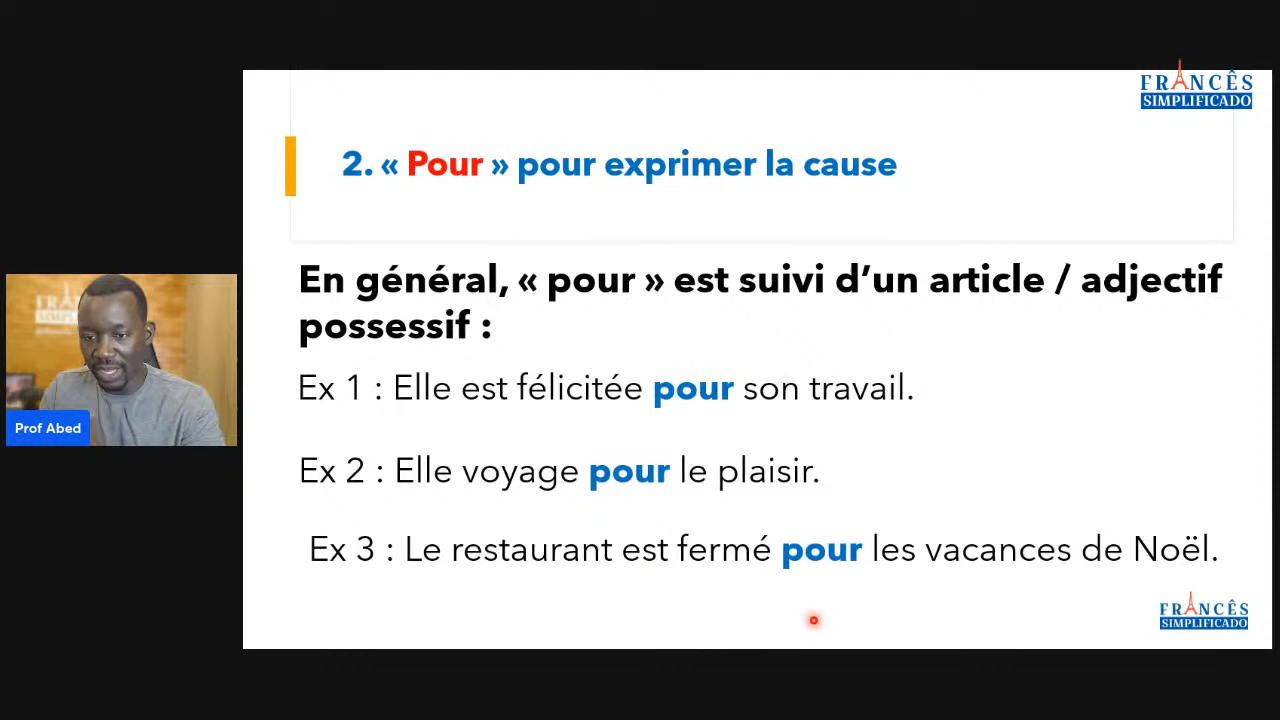 FRANCÊS
SIMPLIFICADO
2. « Pour » pour exprimer la cause
En général, « pour » est suivi d’un article / adjectif
possessif :
Ex 1 : Elle est félicitée pour son travail.
Ex 2 : Elle voyage pour le plaisir.
Ex 3 : Le restaurant est fermé pour les vacances de Noël.
Prof Abed
FRANCÊS
SIMPLIFICADO